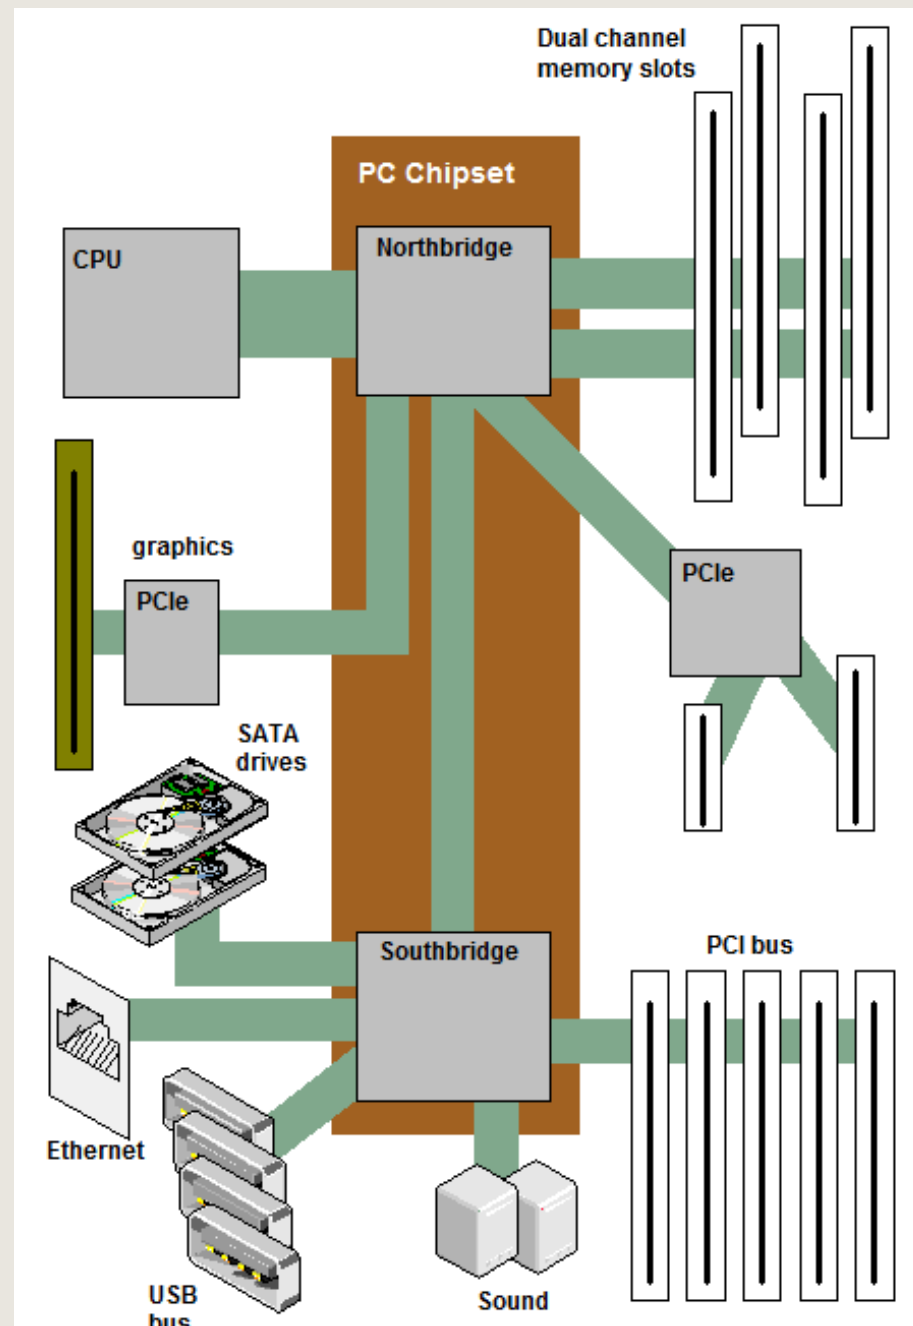 Dual channel
memory slots
PC Chipset
CPU
Northbridge
graphics
PCIe
PCIe
SATA
drives
Southbridge
PCI bus
Ethernet
USB
bus
Sound